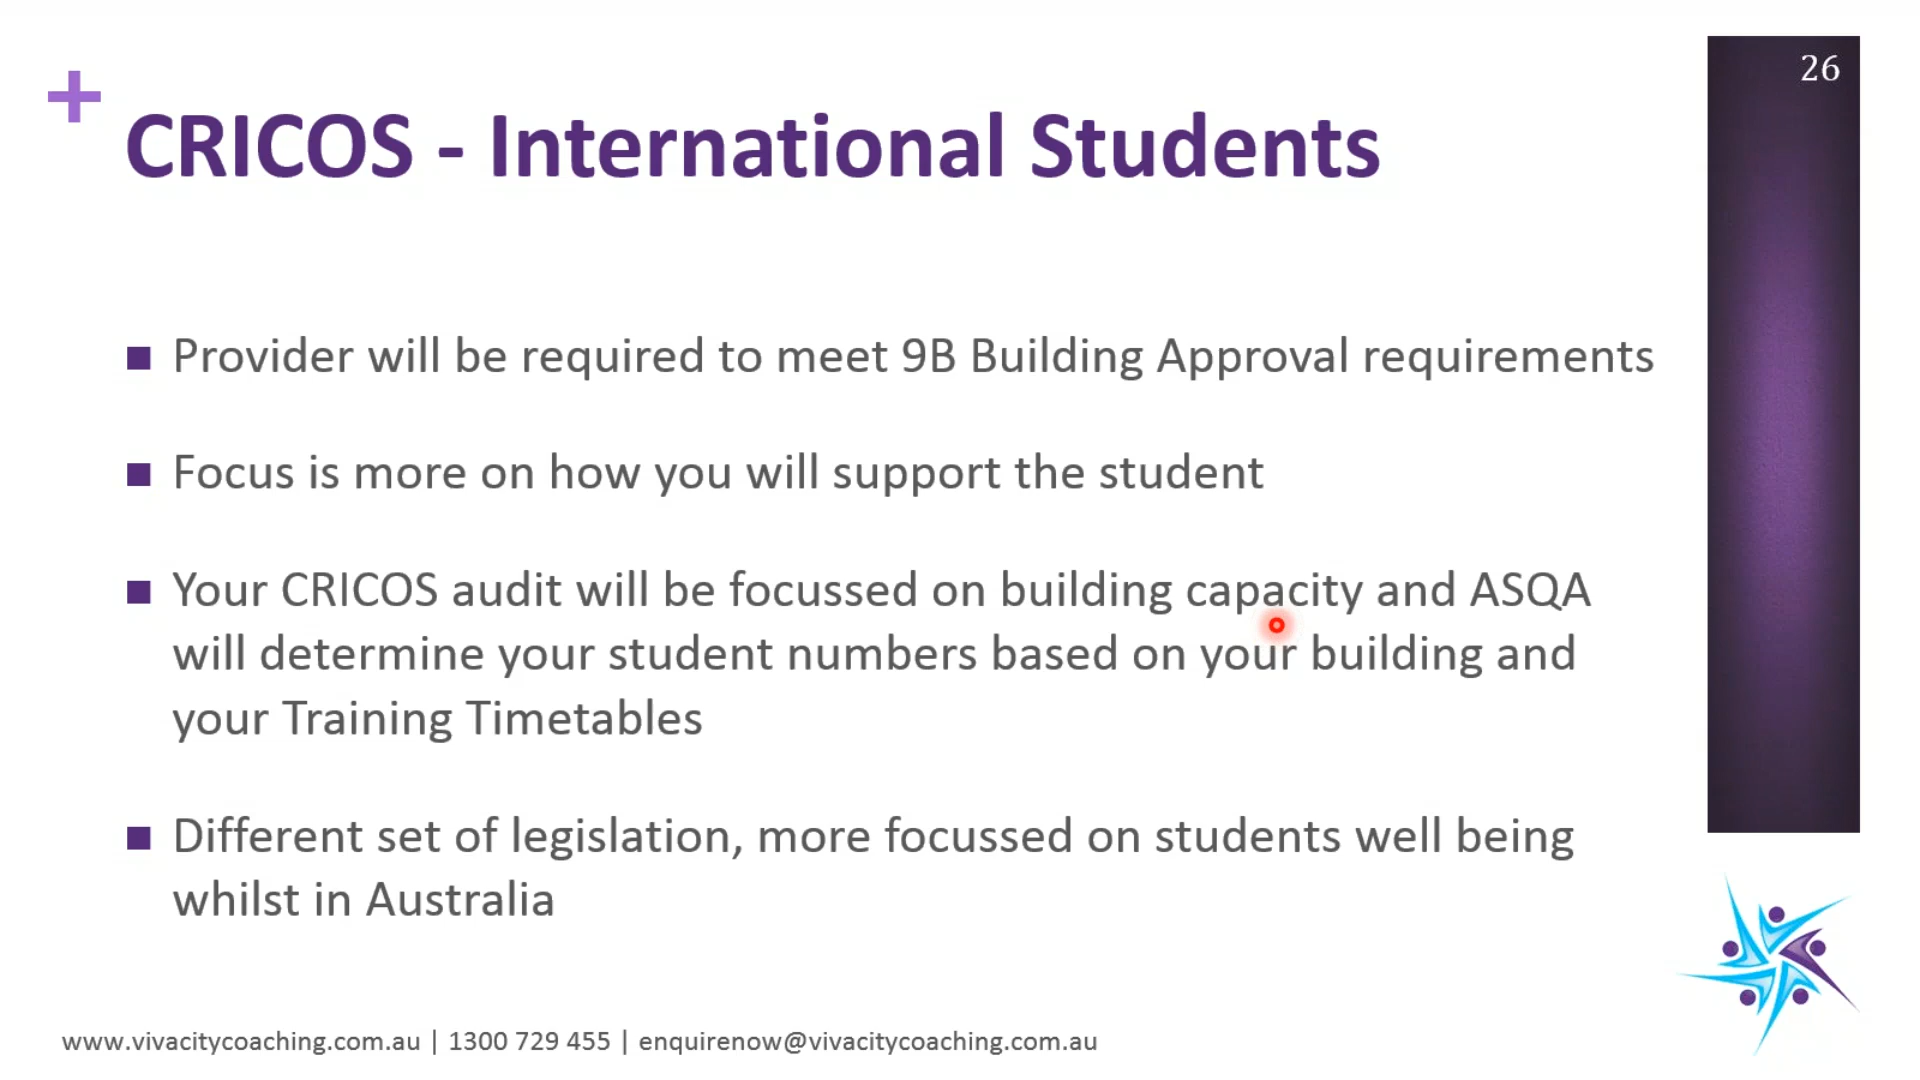 26
CRICOS - International Students
Provider will be required to meet 9B Building Approval requirements
Focus is more on how you will support the student
Your CRICOS audit will be focussed on building capacity and ASQA
will determine your student numbers based on your building and
your Training Timetables
Different set of legislation, more focussed on students well being
whilst in Australia
www.vivacitycoaching.com.au | 1300 729 455 | enquirenow@vivacitycoaching.com.au